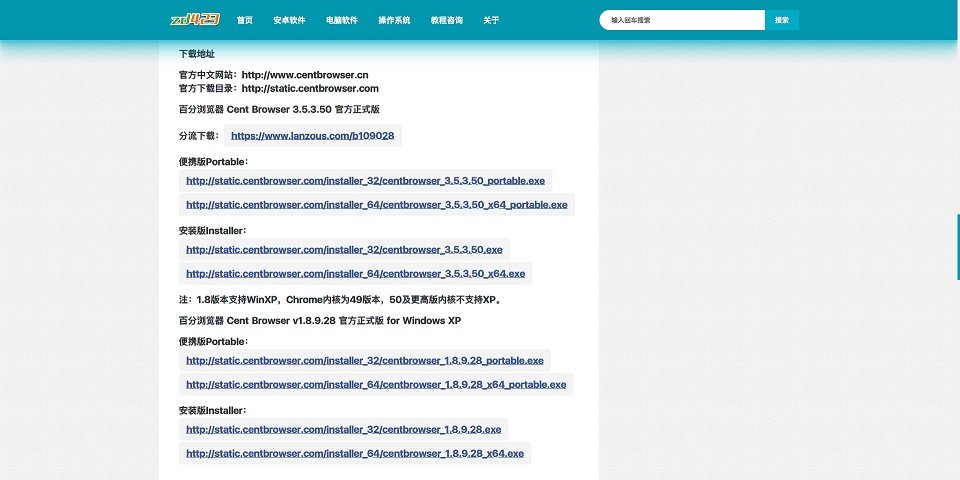 zd423 首页 安卓软件 电脑软件 操作系统 教程咨询 关于 输入回车搜索 搜索
下载地址
官方中文网站：http://www.centbrowser.cn
官方下载目录：http://static.centbrowser.com
百分浏览器 Cent Browser 3.5.3.50 官方正式版
分流下载： https://www.lanzous.com/b109028
便携版Portable：
http://static.centbrowser.com/installer_32/centbrowser_3.5.3.50_portable.exe
http://static.centbrowser.com/installer_64/centbrowser_3.5.3.50_x64_portable.exe
安装版Installer：
http://static.centbrowser.com/installer_32/centbrowser_3.5.3.50.exe
http://static.centbrowser.com/installer_64/centbrowser_3.5.3.50_x64.exe
注：1.8版本支持WinXP，Chrome内核为49版本，50及更高版内核不支持XP。
百分浏览器 Cent Browser v1.8.9.28 官方正式版 for Windows XP
便携版Portable：
http://static.centbrowser.com/installer_32/centbrowser_1.8.9.28_portable.exe
http://static.centbrowser.com/installer_64/centbrowser_1.8.9.28_x64_portable.exe
安装版Installer：
http://static.centbrowser.com/installer_32/centbrowser_1.8.9.28.exe
http://static.centbrowser.com/installer_64/centbrowser_1.8.9.28_x64.exe